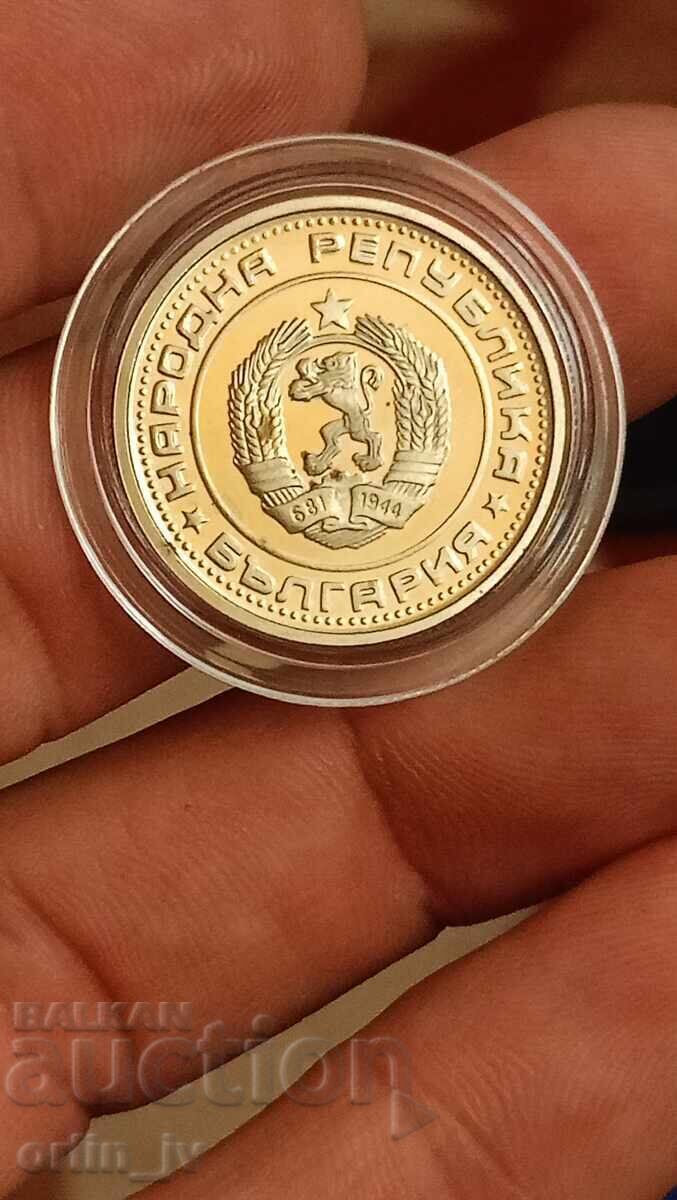 НАРОДНА РЕПУБЛИКА
БЪЛГАРИЯ
681 1944
BALKAN
auction
orlin_jv